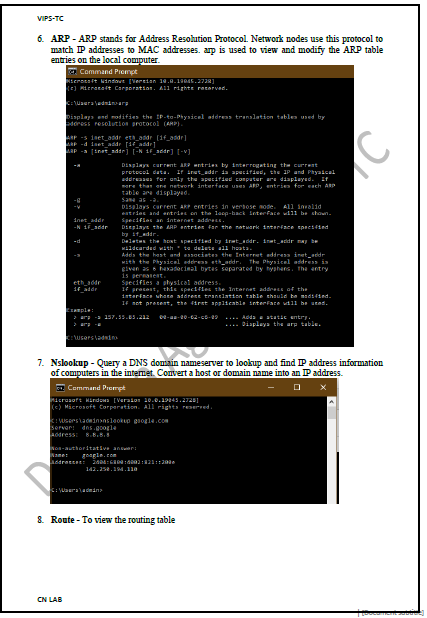 VIPS-TC
6. ARP - ARP stands for Address Resolution Protocol. Network nodes use this protocol to
match IP addresses to MAC addresses. arp is used to view and modify the ARP table
entries on the local computer.
Command Prompt
Microsoft Windows [Version 10.0.19045.2728]
(c) Microsoft Corporation. All rights reserved.
C:\Users\admin>arp
Displays and modifies the IP-to-Physical address translation tables used by
address resolution protocol (ARP).
ARP -s inet_addr eth_addr [if_addr]
ARP -d inet_addr [if_addr]
ARP -a [inet_addr] [-N if_addr] [-v]
-a Displays current ARP entries by interrogating the current
protocol data. If inet_addr is specified, the IP and Physical
addresses for only the specified computer are displayed. If
more than one network interface uses ARP, entries for each ARP
table are displayed.
-g Same as -a.
-v Displays current ARP entries in verbose mode. All invalid
entries and entries on the loop-back interface will be shown.
inet_addr Specifies an internet address.
-N if_addr Displays the ARP entries for the network interface specified
by if_addr.
-d Deletes the host specified by inet_addr. inet_addr may be
wildcarded with * to delete all hosts.
-s Adds the host and associates the Internet address inet_addr
with the Physical address eth_addr. The Physical address is
given as 6 hexadecimal bytes separated by hyphens. The entry
is permanent.
eth_addr Specifies a physical address.
if_addr If present, this specifies the Internet address of the
interface whose address translation table should be modified.
If not present, the first applicable interface will be used.
Example:
> arp -s 157.55.85.212 00-aa-00-62-c6-09 .... Adds a static entry.
> arp -a .... Displays the arp table.
C:\Users\admin>
7. Nslookup - Query a DNS domain nameserver to lookup and find IP address information
of computers in the internet. Convert a host or domain name into an IP address.
Command Prompt
Microsoft Windows [Version 10.0.19045.2728]
(c) Microsoft Corporation. All rights reserved.
C:\Users\admin>nslookup google.com
Server: dns.google
Address: 8.8.8.8
Non-authoritative answer:
Name: google.com
Addresses: 2404:6800:4002:821::200e
142.250.194.110
C:\Users\admin>
8. Route - To view the routing table
CN LAB